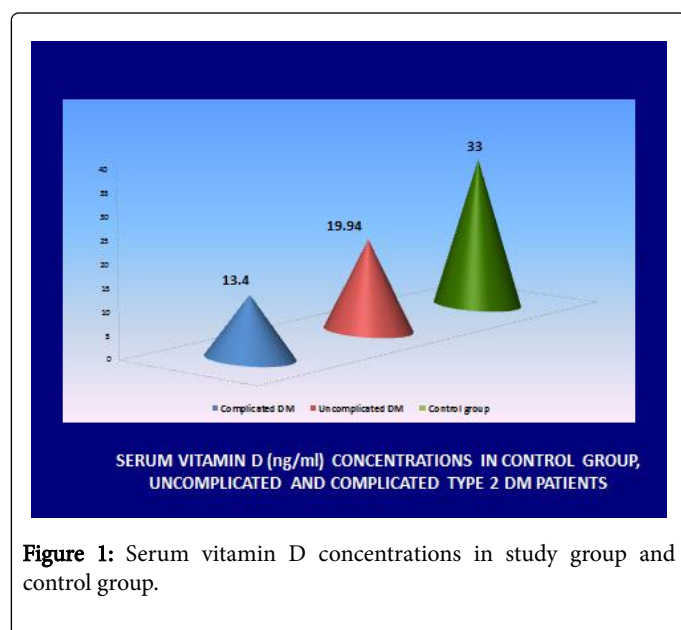 33
40
35
19.94
30
25
13.4
20
15
10
5
0
Complicated DM Uncomplicated DM Control group
SERUM VITAMIN D (ng/ml) CONCENTRATIONS IN CONTROL GROUP,
UNCOMPLICATED AND COMPLICATED TYPE 2 DM PATIENTS
Figure 1: Serum vitamin D concentrations in study group and
control group.